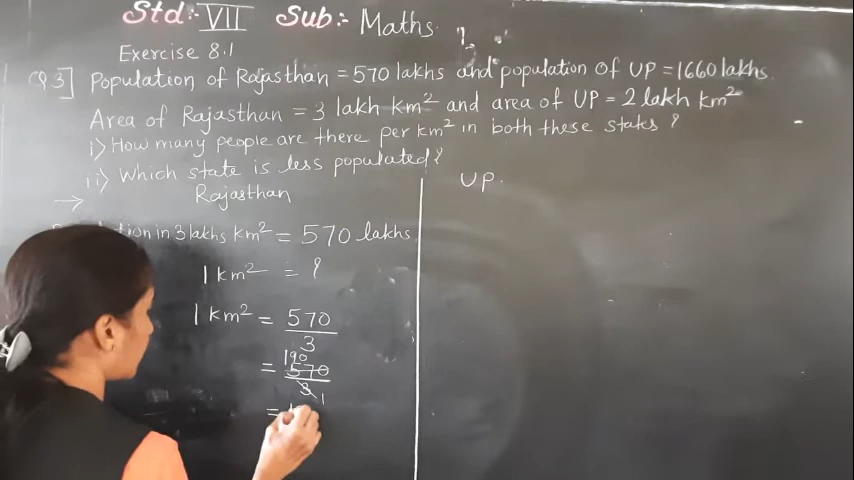 Std:- VII Sub:- Maths
Exercise 8.1
Q 3] Population of Rajasthan = 570 lakhs and population of UP = 1660 lakhs.
Area of Rajasthan = 3 lakh km² and area of UP = 2 lakh km²
i) How many people are there per km² in both these states ?
ii) Which state is less populated ?
→ Rajasthan
in 3 lakhs km² = 570 lakhs
1 km² = ?
1 km² = 570/3
190
= 570/3
1
=
UP.